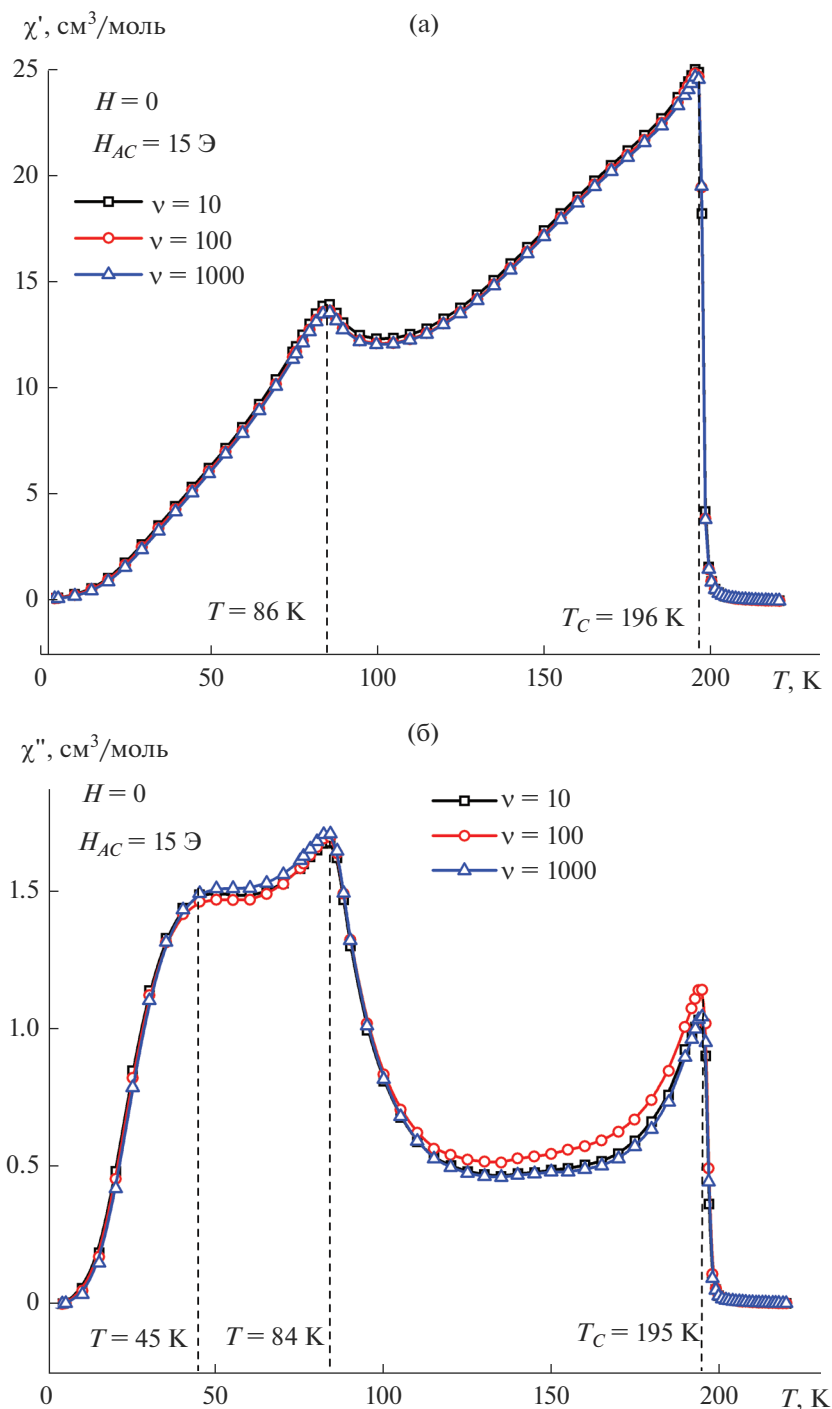 χ', см³/моль
(а)
25
H = 0
H_AC = 15 Э
20
ν = 10
ν = 100
15
ν = 1000
10
5
0
T = 86 K
T_C = 196 K
0
50
100
150
200
T, K
χ'', см³/моль
(б)
H = 0
ν = 10
H_AC = 15 Э
ν = 100
ν = 1000
1.5
1.0
0.5
0
T = 45 K
T = 84 K
T_C = 195 K
0
50
100
150
200
T, K